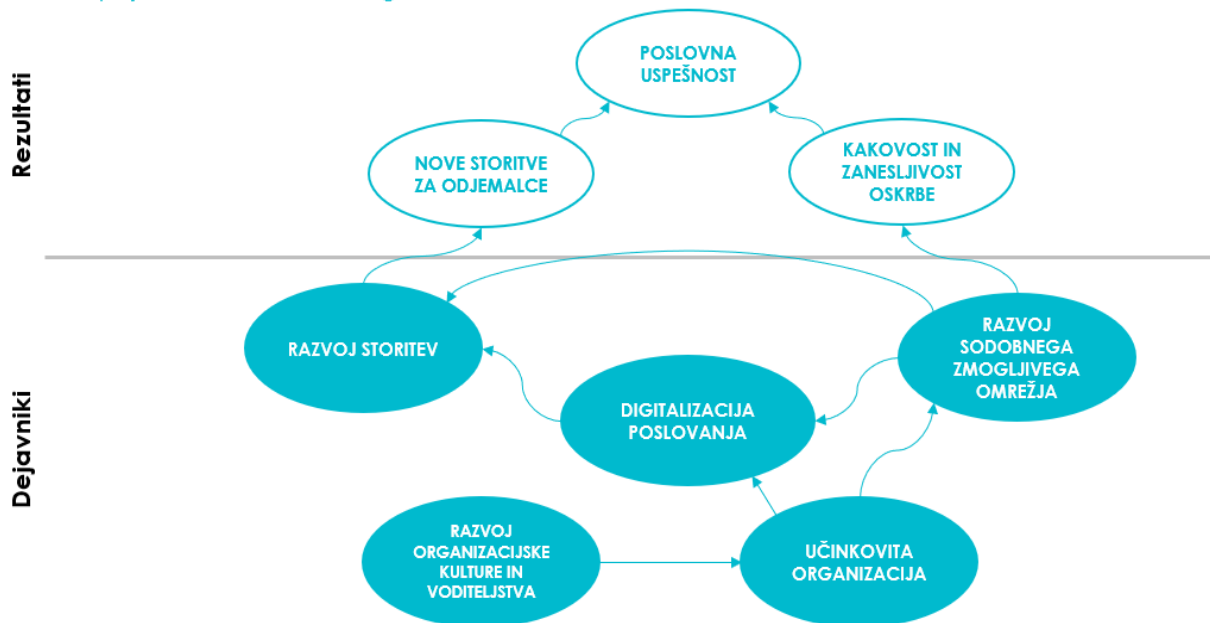 Rezultati
POSLOVNA
USPEŠNOST
NOVE STORITVE
ZA ODJEMALCE
KAKOVOST IN
ZANESLJIVOST
OSKRBE
Dejavniki
RAZVOJ STORITEV
RAZVOJ
SODOBNEGA
ZMOGLJIVEGA
OMREŽJA
DIGITALIZACIJA
POSLOVANJA
RAZVOJ
ORGANIZACIJSKE
KULTURE IN
VODITELJSTVA
UČINKOVITA
ORGANIZACIJA